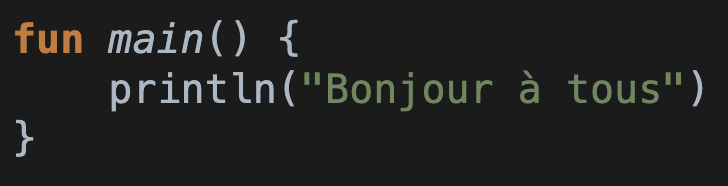 fun main() {
    println("Bonjour à tous")
}